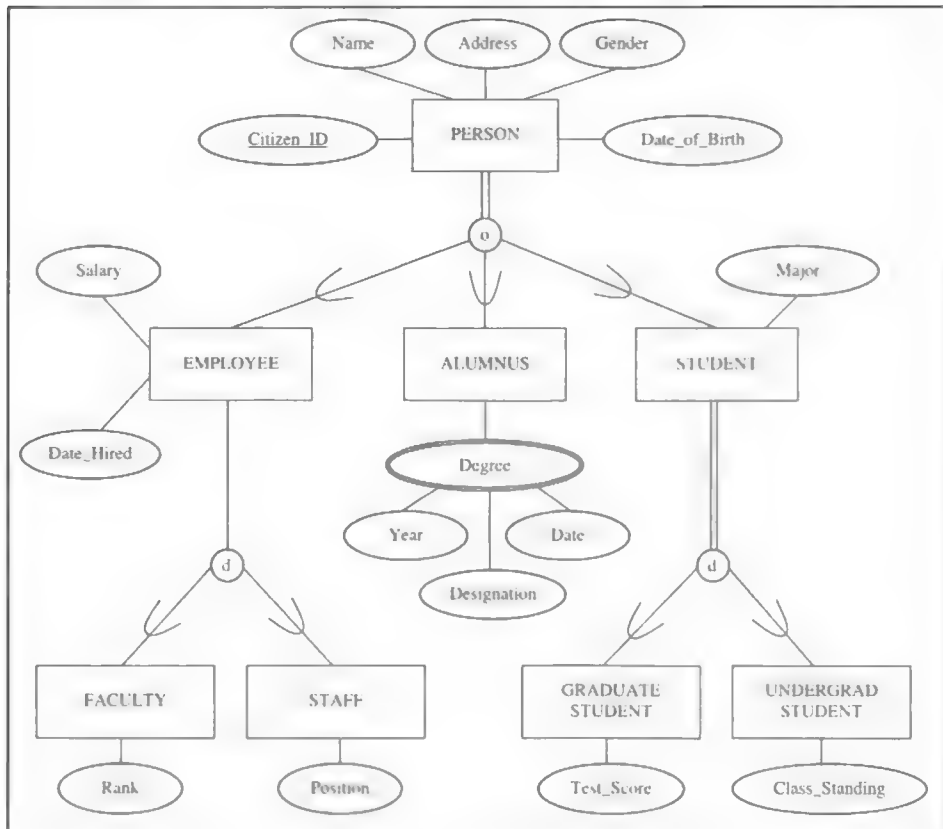 Name
Address
Gender
Citizen_ID
PERSON
Date_of_Birth
o
Salary
Major
EMPLOYEE
ALUMNUS
STUDENT
Date_Hired
Degree
Year
Date
Designation
d
d
FACULTY
STAFF
GRADUATE
STUDENT
UNDERGRAD
STUDENT
Rank
Position
Test_Score
Class_Standing